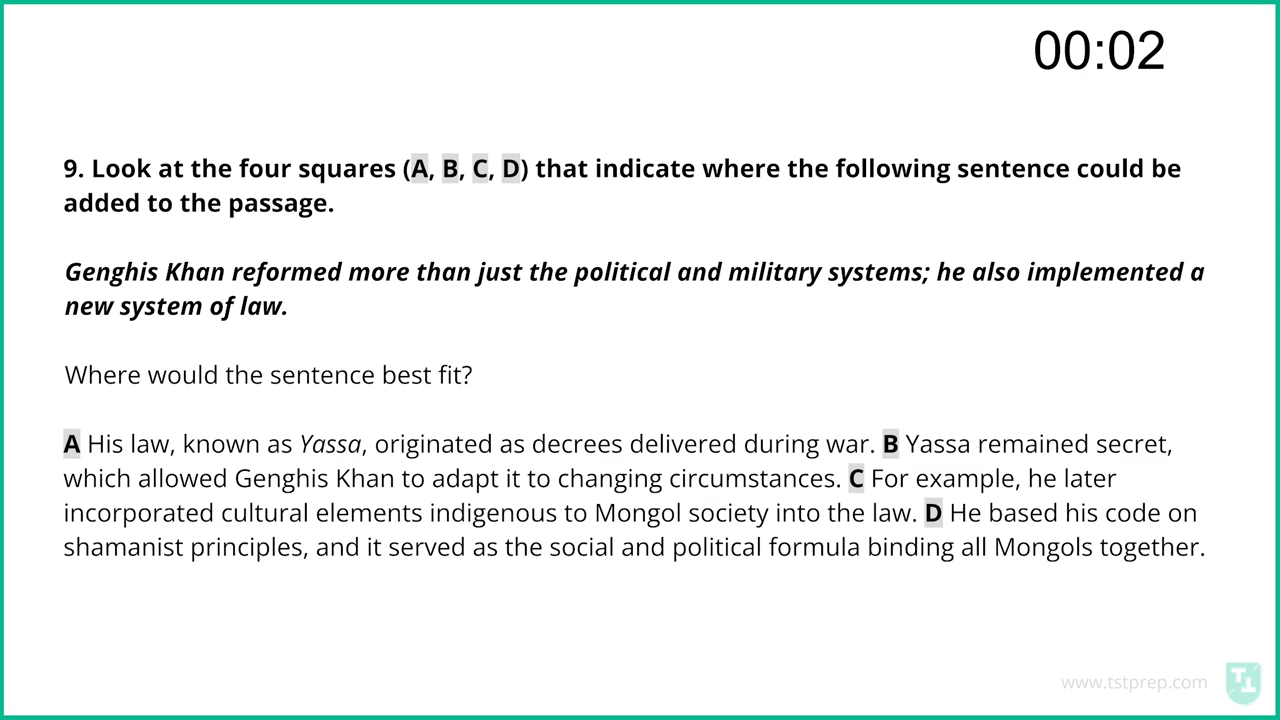 00:02
9. Look at the four squares (A, B, C, D) that indicate where the following sentence could be
added to the passage.
Genghis Khan reformed more than just the political and military systems; he also implemented a
new system of law.
Where would the sentence best fit?
A His law, known as Yassa, originated as decrees delivered during war. B Yassa remained secret,
which allowed Genghis Khan to adapt it to changing circumstances. C For example, he later
incorporated cultural elements indigenous to Mongol society into the law. D He based his code on
shamanist principles, and it served as the social and political formula binding all Mongols together.
www.tstprep.com